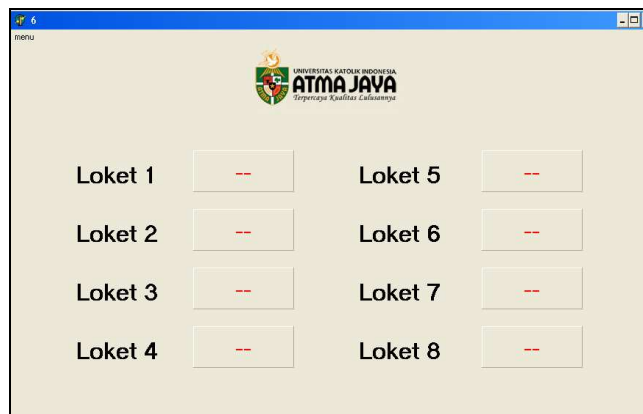 6
menu
UNIVERSITAS KATOLIK INDONESIA
ATMA JAYA
Terpercaya Kualitas Lulusannya
Loket 1 -- Loket 5 --
Loket 2 -- Loket 6 --
Loket 3 -- Loket 7 --
Loket 4 -- Loket 8 --